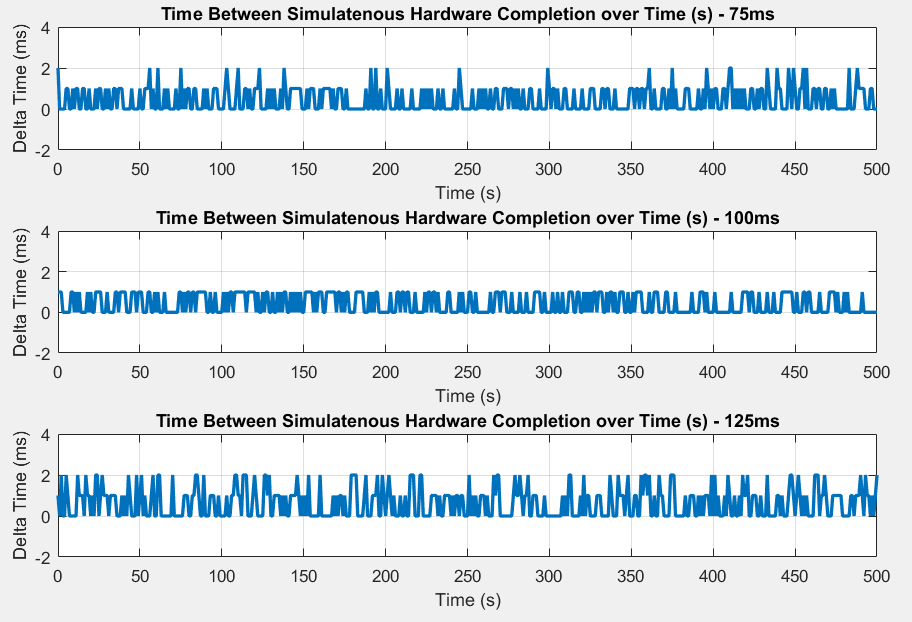 Time Between Simulatenous Hardware Completion over Time (s) - 75ms
Delta Time (ms)
4
2
0
-2
0 50 100 150 200 250 300 350 400 450 500
Time (s)
Time Between Simulatenous Hardware Completion over Time (s) - 100ms
Delta Time (ms)
4
2
0
-2
0 50 100 150 200 250 300 350 400 450 500
Time (s)
Time Between Simulatenous Hardware Completion over Time (s) - 125ms
Delta Time (ms)
4
2
0
-2
0 50 100 150 200 250 300 350 400 450 500
Time (s)